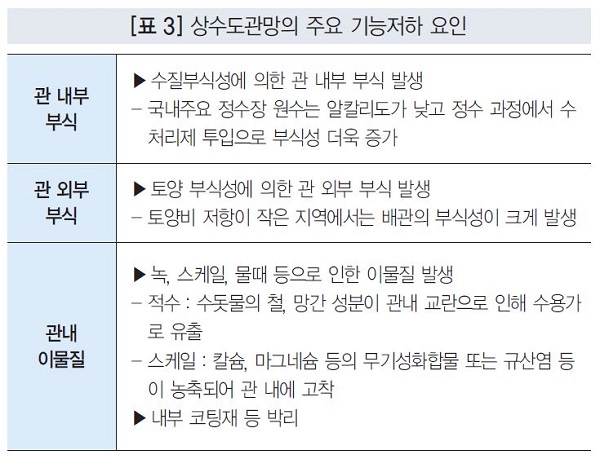 [표 3] 상수도관망의 주요 기능저하 요인
관 내부
부식
▶수질부식성에 의한 관 내부 부식 발생
– 국내주요 정수장 원수는 알칼리도가 낮고 정수 과정에서 수
처리제 투입으로 부식성 더욱 증가
관 외부
부식
▶토양 부식성에 의한 관 외부 부식 발생
– 토양비 저항이 작은 지역에서는 배관의 부식성이 크게 발생
관내
이물질
▶녹, 스케일, 물때 등으로 인한 이물질 발생
– 적수 : 수돗물의 철, 망간 성분이 관내 교란으로 인해 수용가
로 유출
– 스케일 : 칼슘, 마그네슘 등의 무기성화합물 또는 규산염 등
이 농축되어 관 내에 고착
▶내부 코팅재 등 박리